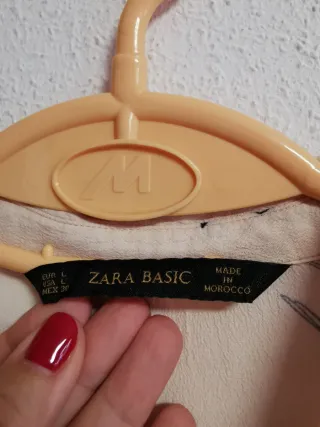 M
EUR L
USA L
MEX 30
ZARA BASIC
MADE
IN
MOROCCO